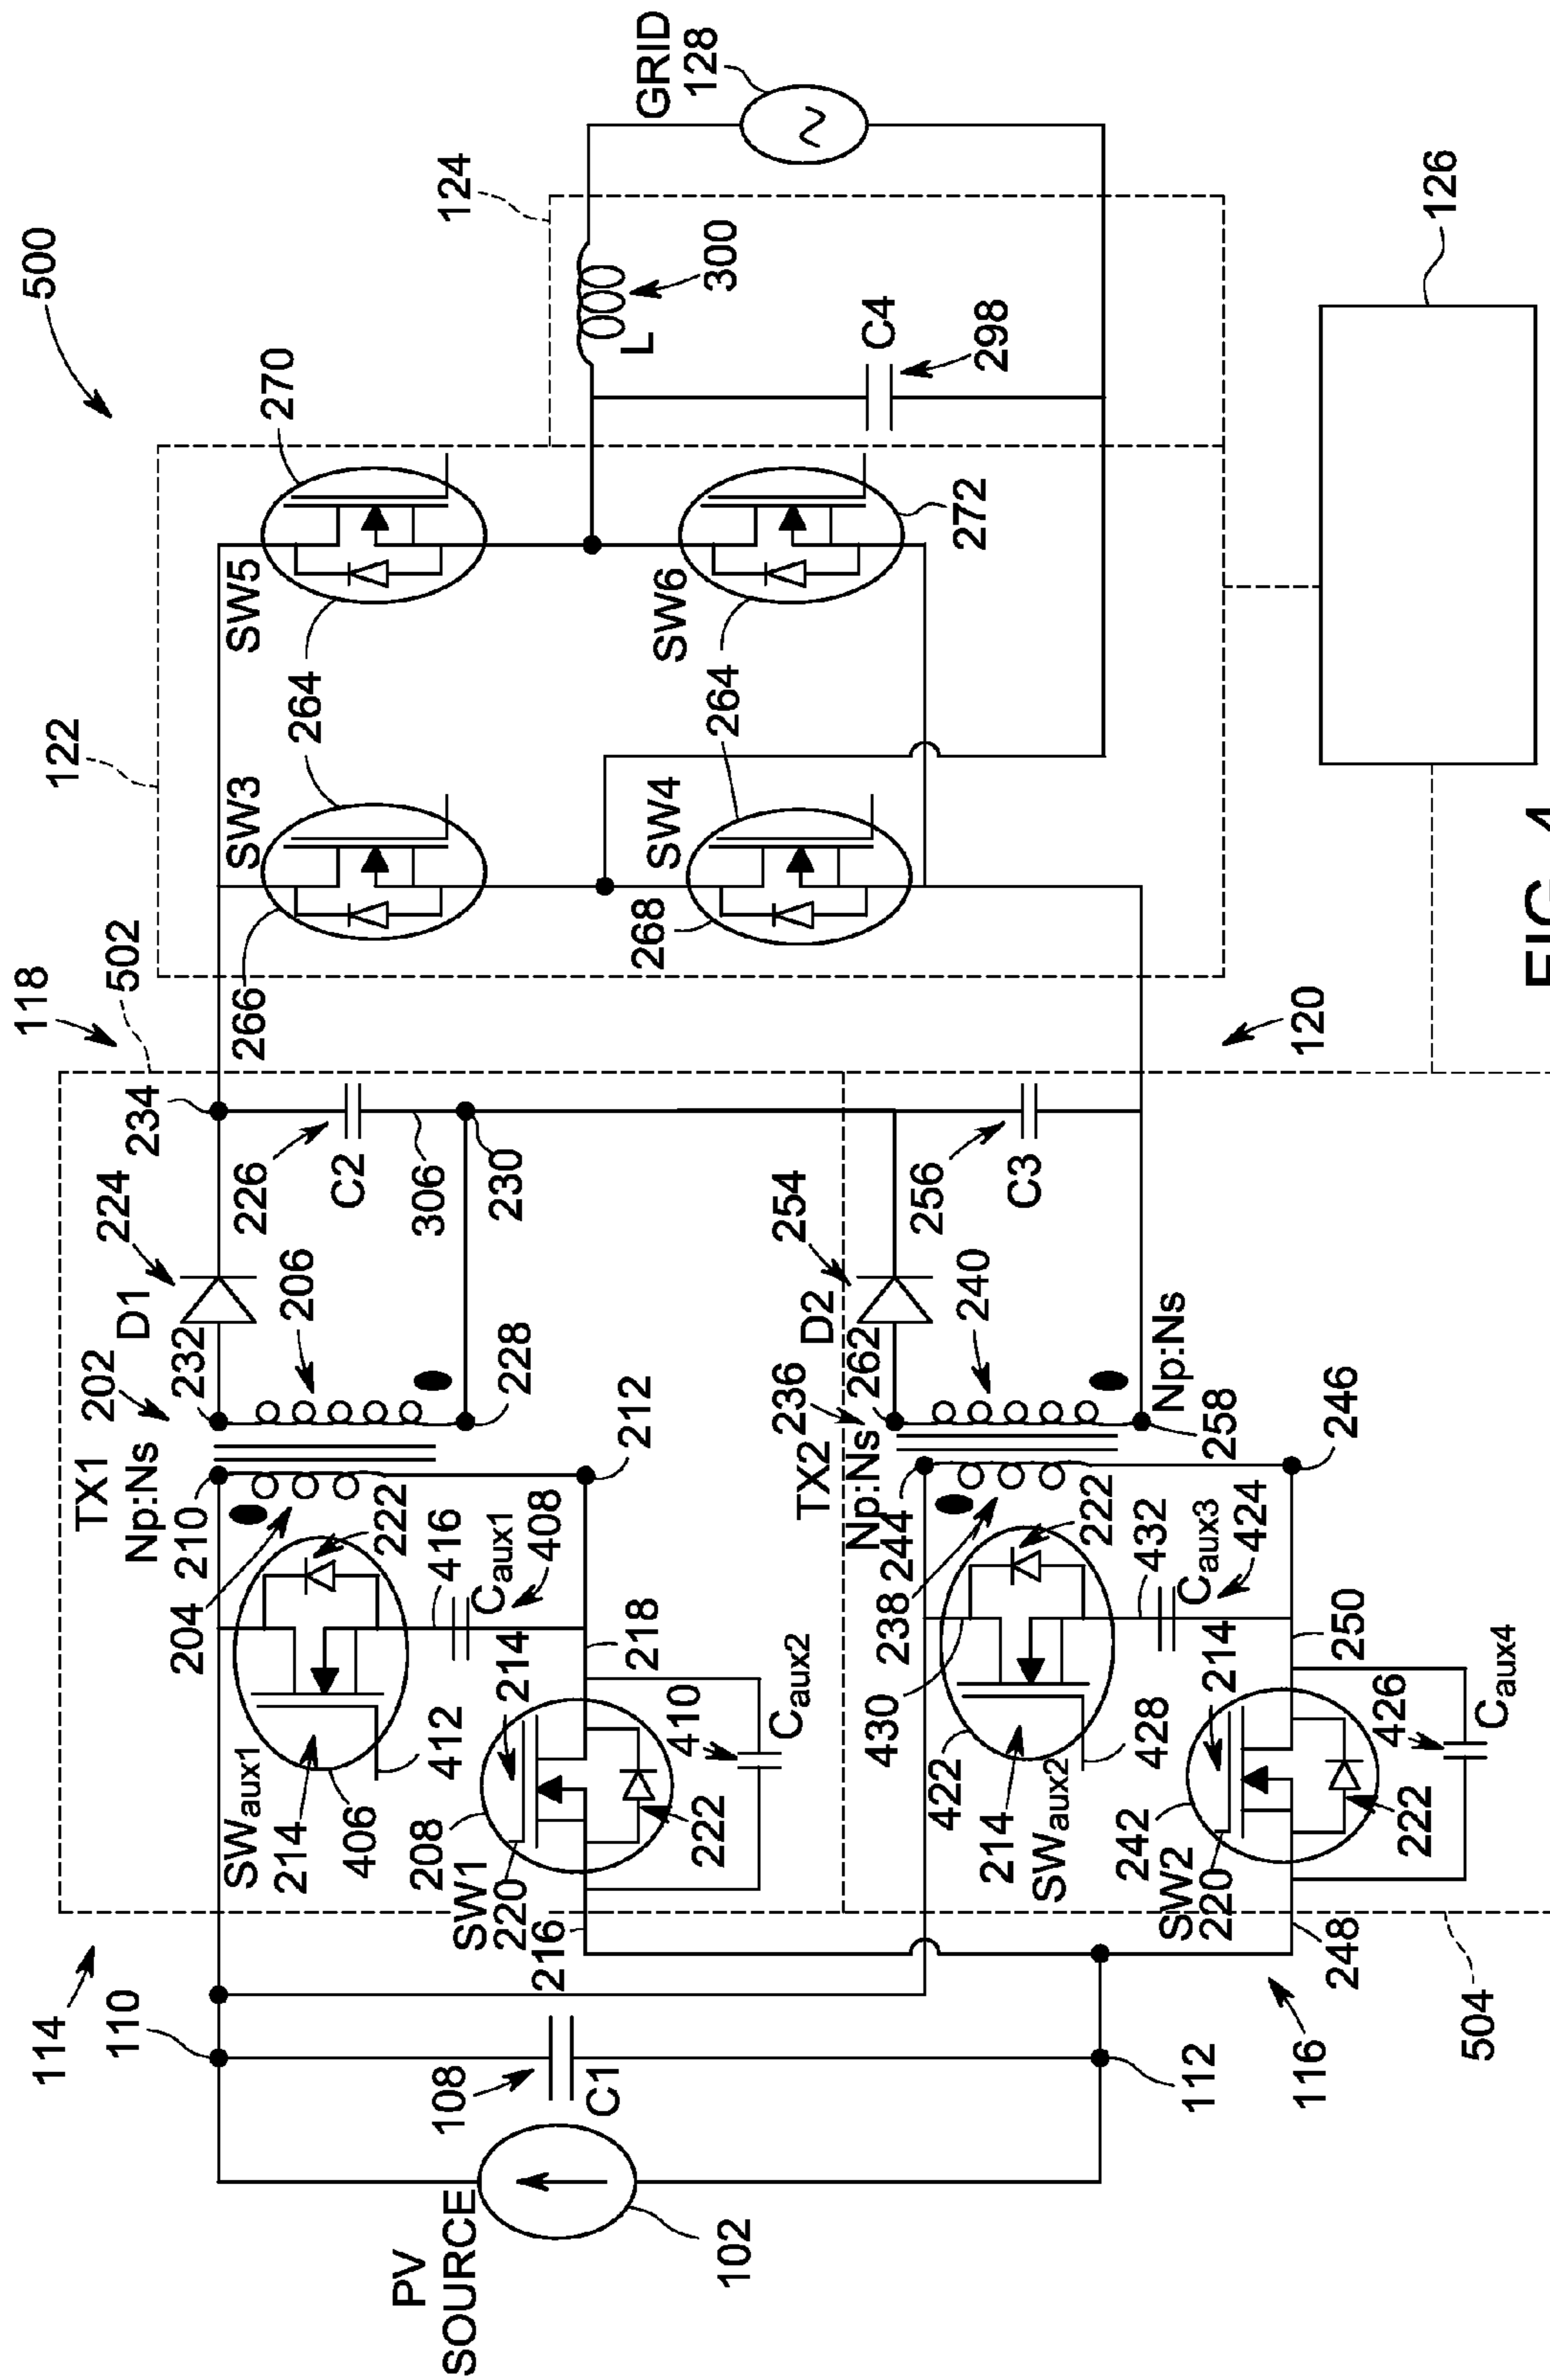 500
118
502
122
124
GRID
128
114
110
TX1
Np:Ns
202
D1
224
234
210
232
204
206
226
C2
306
230
228
212
SW3
266
264
SW5
270
264
SW4
268
264
SW6
272
L
300
C4
298
126
120
PV
SOURCE
102
108
C1
112
116
SWaux1
214
406
412
222
416
Caux1
408
218
SW1
208
220
216
214
222
410
Caux2
TX2
Np:Ns
236
D2
254
244
262
238
240
256
C3
258
Np:Ns
246
430
422
214
SWaux2
428
222
432
Caux3
424
250
242
SW2
220
248
214
222
426
Caux4
504
FIG. 4